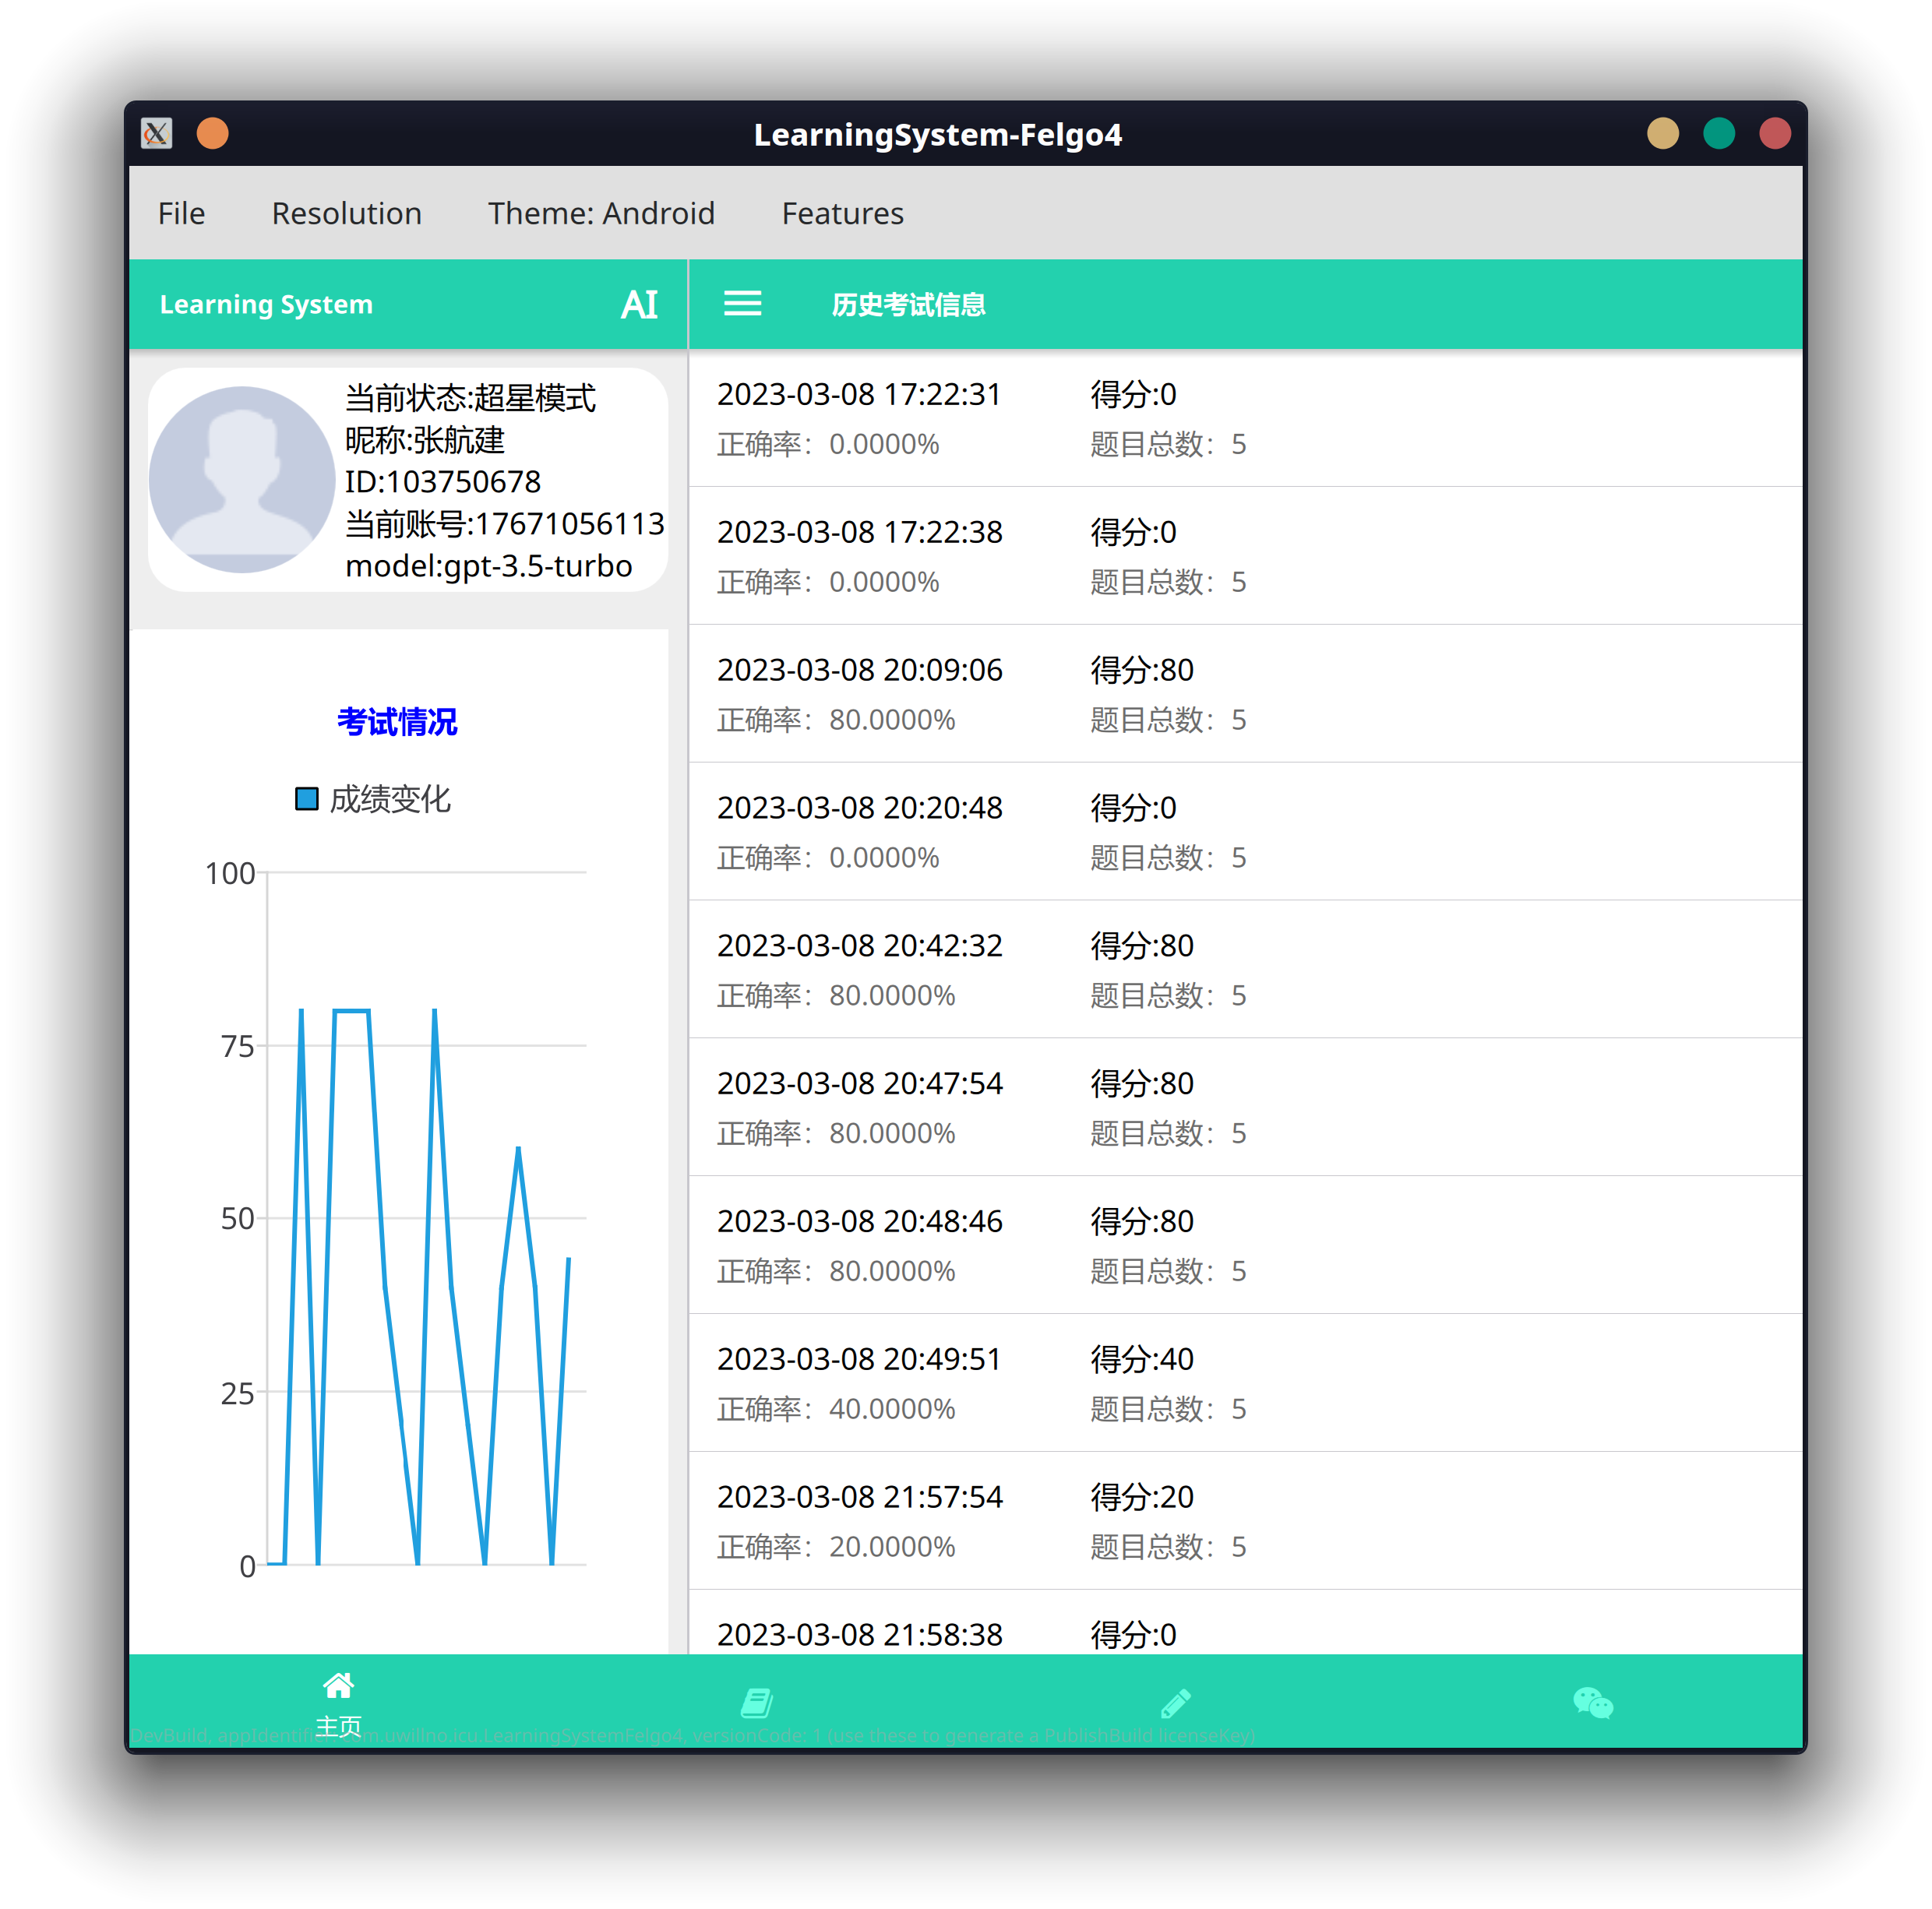 LearningSystem-Felgo4
File Resolution Theme: Android Features
Learning System AI
当前状态:超星模式
昵称:张航建
ID:103750678
当前账号:17671056113
model:gpt-3.5-turbo
考试情况
成绩变化
100
75
50
25
0
历史考试信息
2023-03-08 17:22:31 得分:0
正确率：0.0000% 题目总数：5
2023-03-08 17:22:38 得分:0
正确率：0.0000% 题目总数：5
2023-03-08 20:09:06 得分:80
正确率：80.0000% 题目总数：5
2023-03-08 20:20:48 得分:0
正确率：0.0000% 题目总数：5
2023-03-08 20:42:32 得分:80
正确率：80.0000% 题目总数：5
2023-03-08 20:47:54 得分:80
正确率：80.0000% 题目总数：5
2023-03-08 20:48:46 得分:80
正确率：80.0000% 题目总数：5
2023-03-08 20:49:51 得分:40
正确率：40.0000% 题目总数：5
2023-03-08 21:57:54 得分:20
正确率：20.0000% 题目总数：5
2023-03-08 21:58:38 得分:0
主页
DevBuild, versionCode: 1 (use these to generate a PublishBuild licenseKey)